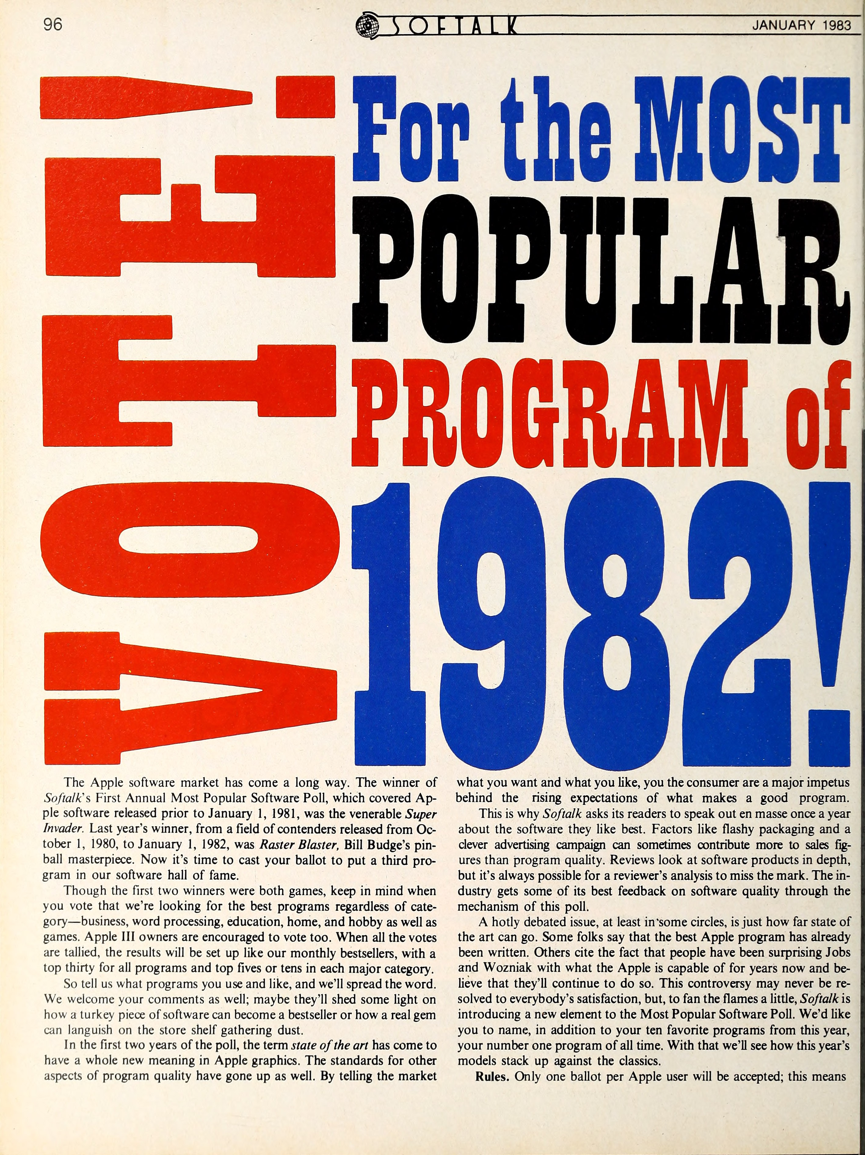 96
SOFTALK
JANUARY 1983
VOTE!
For the MOST
POPULAR
PROGRAM of
1982!
The Apple software market has come a long way. The winner of
Softalk's First Annual Most Popular Software Poll, which covered Ap-
ple software released prior to January 1, 1981, was the venerable Super
Invader. Last year's winner, from a field of contenders released from Oc-
tober 1, 1980, to January 1, 1982, was Raster Blaster, Bill Budge's pin-
ball masterpiece. Now it's time to cast your ballot to put a third pro-
gram in our software hall of fame.
Though the first two winners were both games, keep in mind when
you vote that we're looking for the best programs regardless of cate-
gory—business, word processing, education, home, and hobby as well as
games. Apple III owners are encouraged to vote too. When all the votes
are tallied, the results will be set up like our monthly bestsellers, with a
top thirty for all programs and top fives or tens in each major category.
So tell us what programs you use and like, and we'll spread the word.
We welcome your comments as well; maybe they'll shed some light on
how a turkey piece of software can become a bestseller or how a real gem
can languish on the store shelf gathering dust.
In the first two years of the poll, the term state of the art has come to
have a whole new meaning in Apple graphics. The standards for other
aspects of program quality have gone up as well. By telling the market
what you want and what you like, you the consumer are a major impetus
behind the rising expectations of what makes a good program.
This is why Softalk asks its readers to speak out en masse once a year
about the software they like best. Factors like flashy packaging and a
clever advertising campaign can sometimes contribute more to sales fig-
ures than program quality. Reviews look at software products in depth,
but it's always possible for a reviewer's analysis to miss the mark. The in-
dustry gets some of its best feedback on software quality through the
mechanism of this poll.
A hotly debated issue, at least in some circles, is just how far state of
the art can go. Some folks say that the best Apple program has already
been written. Others cite the fact that people have been surprising Jobs
and Wozniak with what the Apple is capable of for years now and be-
lieve that they'll continue to do so. This controversy may never be re-
solved to everybody's satisfaction, but, to fan the flames a little, Softalk is
introducing a new element to the Most Popular Software Poll. We'd like
you to name, in addition to your ten favorite programs from this year,
your number one program of all time. With that we'll see how this year's
models stack up against the classics.
Rules. Only one ballot per Apple user will be accepted; this means